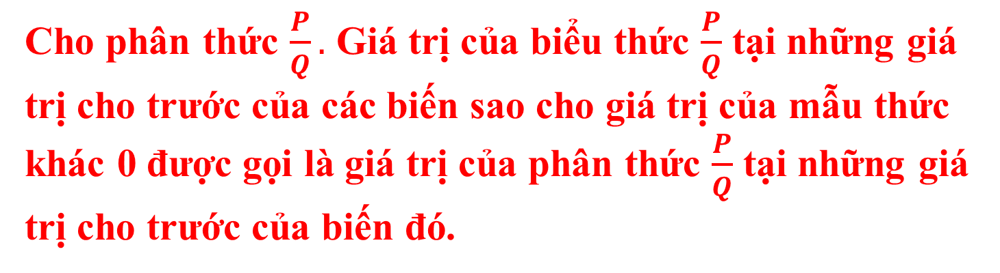 Cho phân thức $\frac{P}{Q}$. Giá trị của biểu thức $\frac{P}{Q}$ tại những giá
trị cho trước của các biến sao cho giá trị của mẫu thức
khác 0 được gọi là giá trị của phân thức $\frac{P}{Q}$ tại những giá
trị cho trước của biến đó.